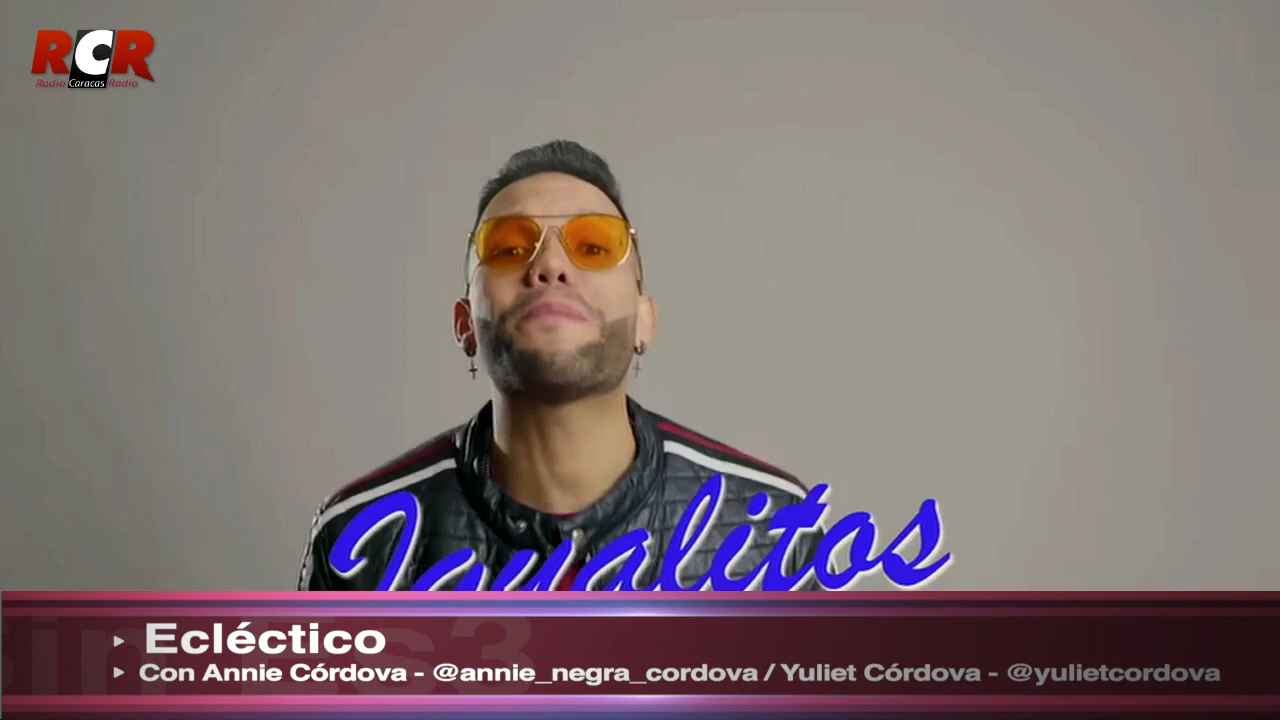 RCR
Radio Caracas Radio
Igualitos
Ecléctico
Con Annie Córdova - @annie_negra_cordova / Yuliet Córdova - @yulietcordova